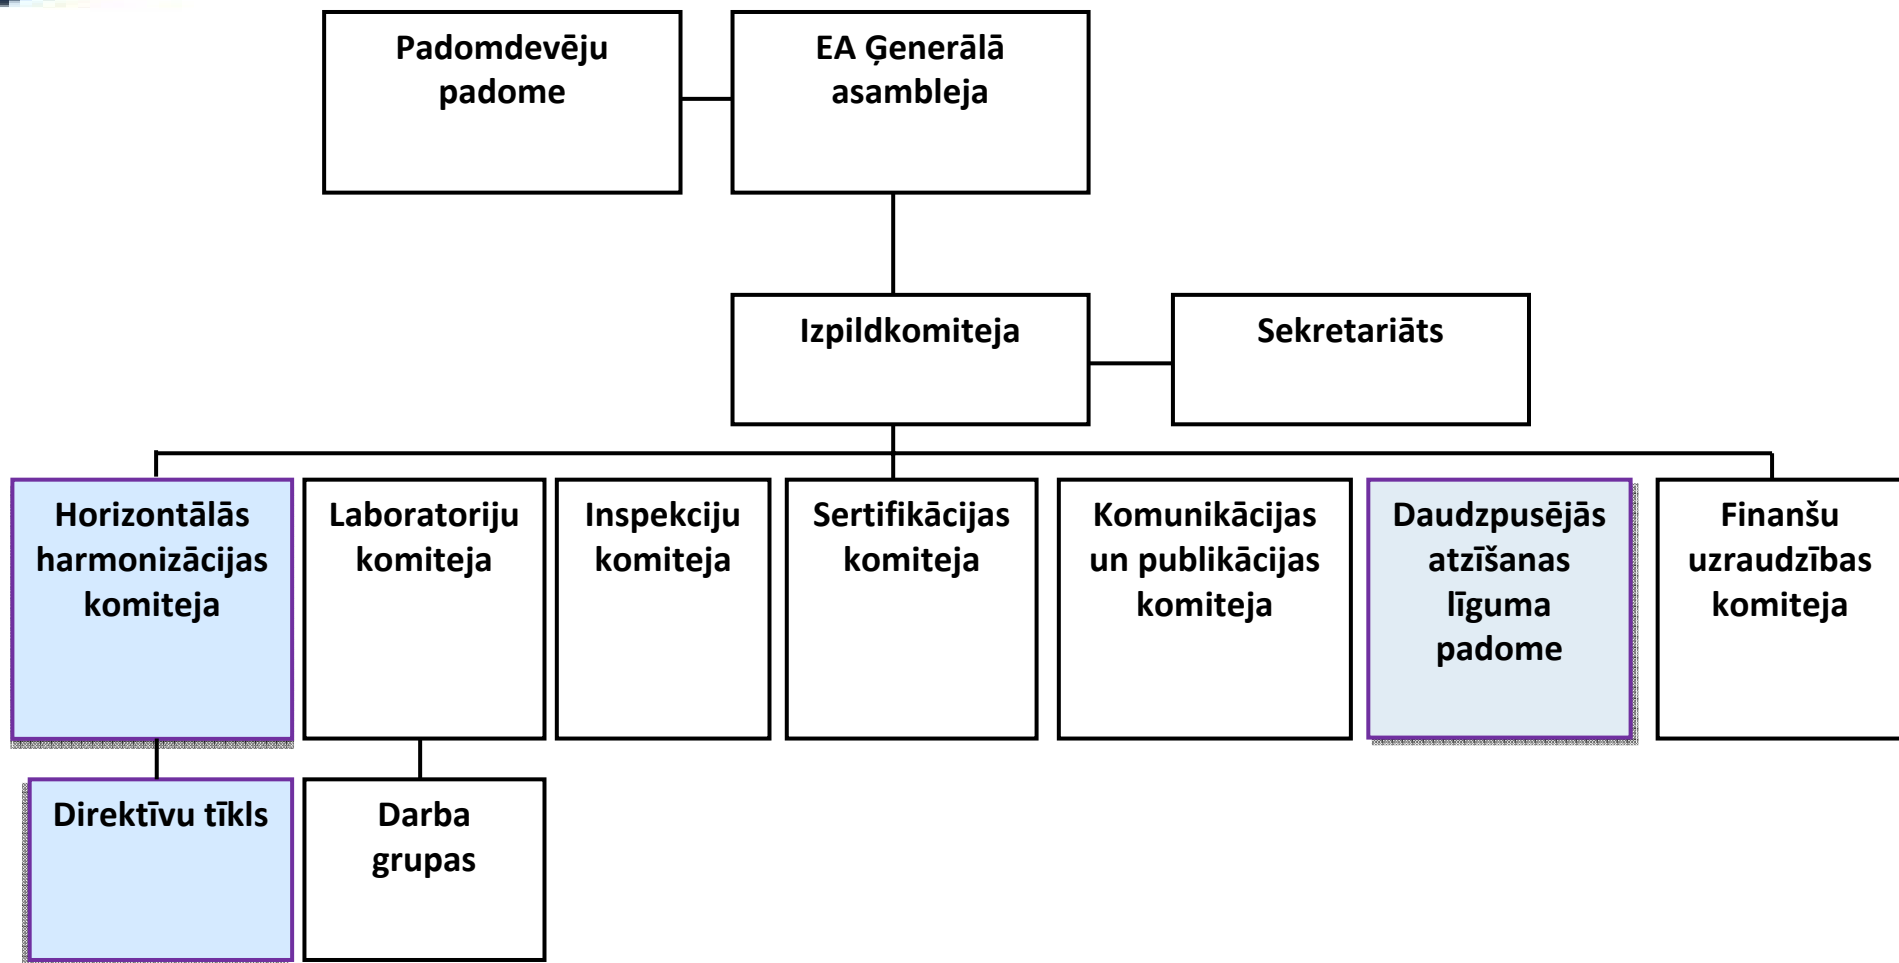 Padomdevēju
padome
EA Ģenerālā
asambleja
Izpildkomiteja
Sekretariāts
Horizontālās
harmonizācijas
komiteja
Laboratoriju
komiteja
Inspekciju
komiteja
Sertifikācijas
komiteja
Komunikācijas
un publikācijas
komiteja
Daudzpusējās
atzīšanas
līguma
padome
Finanšu
uzraudzības
komiteja
Direktīvu tīkls
Darba
grupas